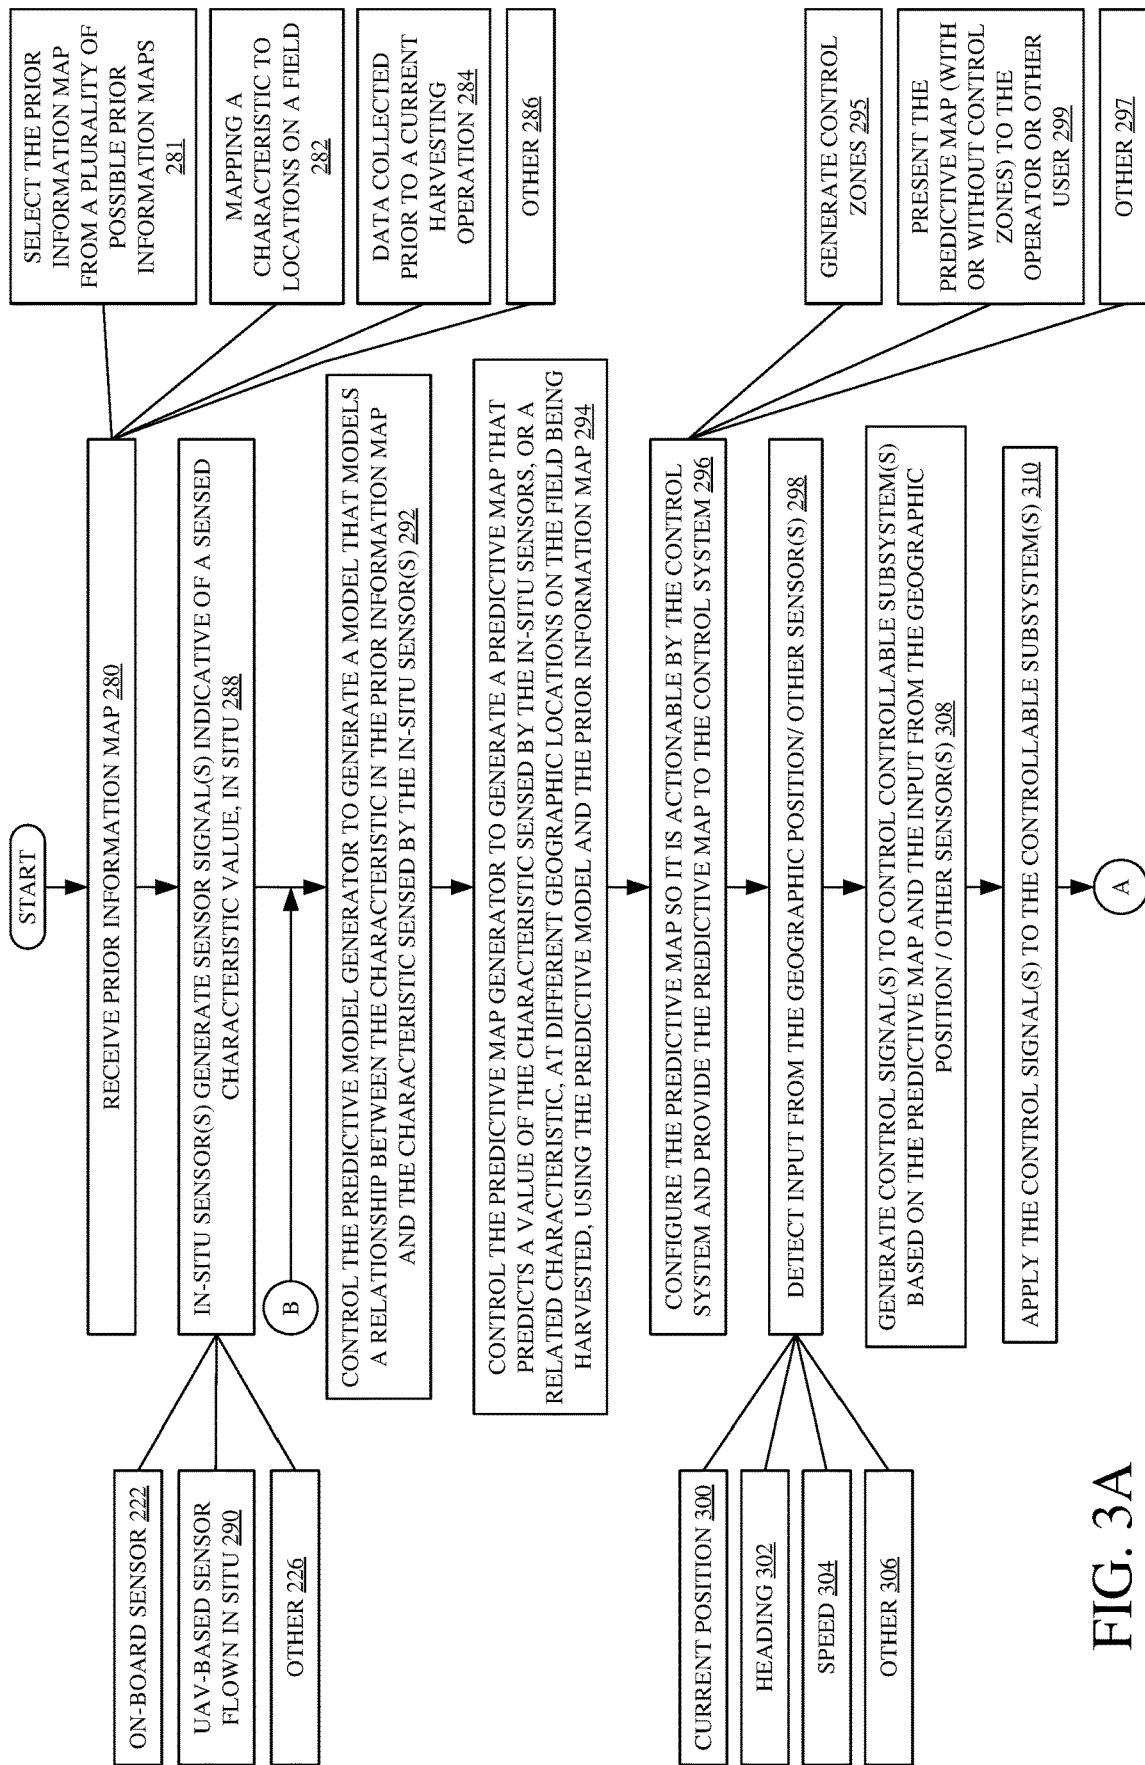 START
RECEIVE PRIOR INFORMATION MAP 280
SELECT THE PRIOR
INFORMATION MAP
FROM A PLURALITY OF
POSSIBLE PRIOR
INFORMATION MAPS
281
MAPPING A
CHARACTERISTIC TO
LOCATIONS ON A FIELD
282
DATA COLLECTED
PRIOR TO A CURRENT
HARVESTING
OPERATION 284
OTHER 286
IN-SITU SENSOR(S) GENERATE SENSOR SIGNAL(S) INDICATIVE OF A SENSED
CHARACTERISTIC VALUE, IN SITU 288
ON-BOARD SENSOR 222
UAV-BASED SENSOR
FLOWN IN SITU 290
OTHER 226
B
CONTROL THE PREDICTIVE MODEL GENERATOR TO GENERATE A MODEL THAT MODELS
A RELATIONSHIP BETWEEN THE CHARACTERISTIC IN THE PRIOR INFORMATION MAP
AND THE CHARACTERISTIC SENSED BY THE IN-SITU SENSOR(S) 292
CONTROL THE PREDICTIVE MAP GENERATOR TO GENERATE A PREDICTIVE MAP THAT
PREDICTS A VALUE OF THE CHARACTERISTIC SENSED BY THE IN-SITU SENSORS, OR A
RELATED CHARACTERISTIC, AT DIFFERENT GEOGRAPHIC LOCATIONS ON THE FIELD BEING
HARVESTED, USING THE PREDICTIVE MODEL AND THE PRIOR INFORMATION MAP 294
CONFIGURE THE PREDICTIVE MAP SO IT IS ACTIONABLE BY THE CONTROL
SYSTEM AND PROVIDE THE PREDICTIVE MAP TO THE CONTROL SYSTEM 296
GENERATE CONTROL
ZONES 295
PRESENT THE
PREDICTIVE MAP (WITH
OR WITHOUT CONTROL
ZONES) TO THE
OPERATOR OR OTHER
USER 299
OTHER 297
DETECT INPUT FROM THE GEOGRAPHIC POSITION/ OTHER SENSOR(S) 298
CURRENT POSITION 300
HEADING 302
SPEED 304
OTHER 306
GENERATE CONTROL SIGNAL(S) TO CONTROL CONTROLLABLE SUBSYSTEM(S)
BASED ON THE PREDICTIVE MAP AND THE INPUT FROM THE GEOGRAPHIC
POSITION / OTHER SENSOR(S) 308
APPLY THE CONTROL SIGNAL(S) TO THE CONTROLLABLE SUBSYSTEM(S) 310
A
FIG. 3A